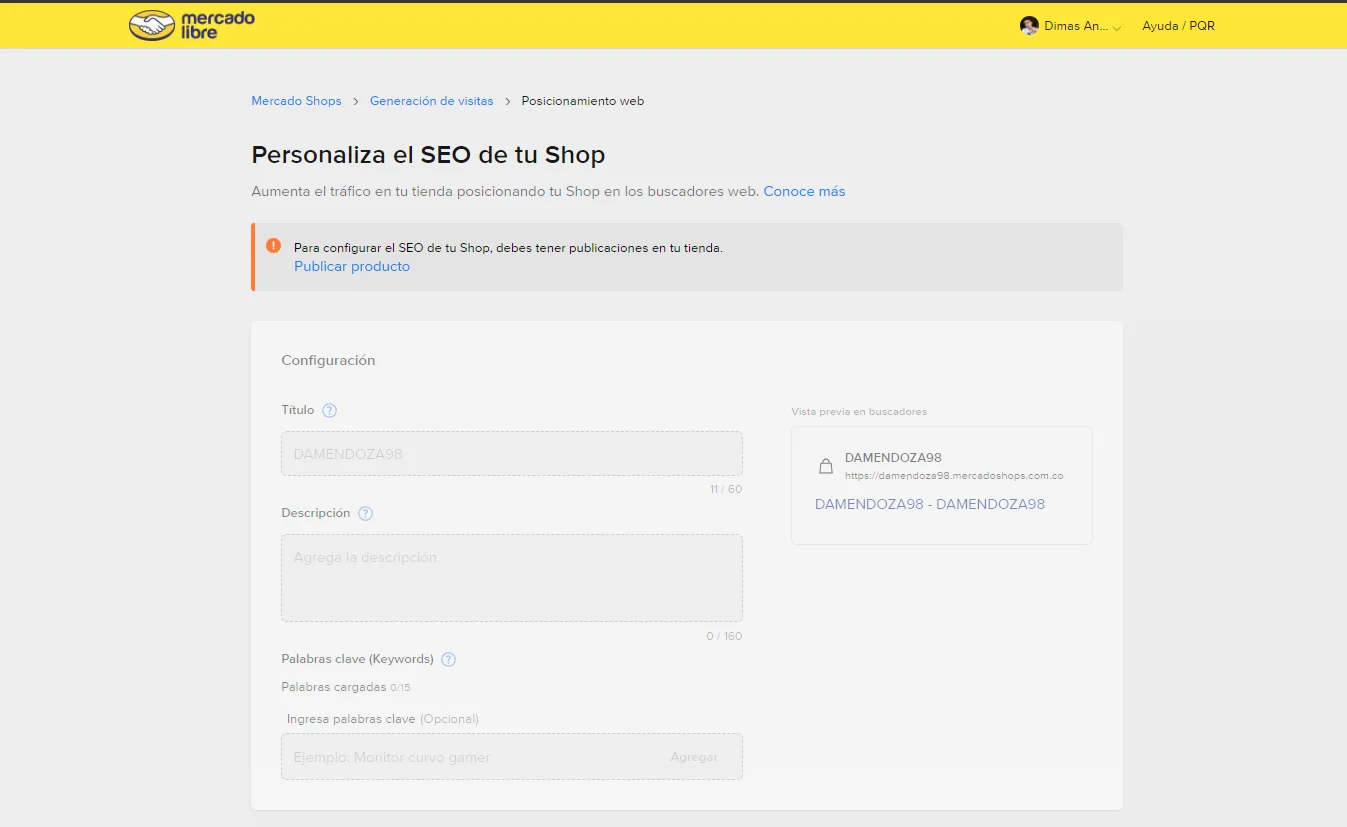 mercado
libre
Dimas An...
Ayuda / PQR
Mercado Shops > Generación de visitas > Posicionamiento web
Personaliza el SEO de tu Shop
Aumenta el tráfico en tu tienda posicionando tu Shop en los buscadores web. Conoce más
! Para configurar el SEO de tu Shop, debes tener publicaciones en tu tienda.
Publicar producto
Configuración
Título ?
DAMENDOZA98
11 / 60
Descripción ?
Agrega la descripción
0 / 160
Palabras clave (Keywords) ?
Palabras cargadas 0/15
Ingresa palabras clave (Opcional)
Ejemplo: Monitor curvo gamer
Agregar
Vista previa en buscadores
DAMENDOZA98
https://damendoza98.mercadoshops.com.co
DAMENDOZA98 - DAMENDOZA98